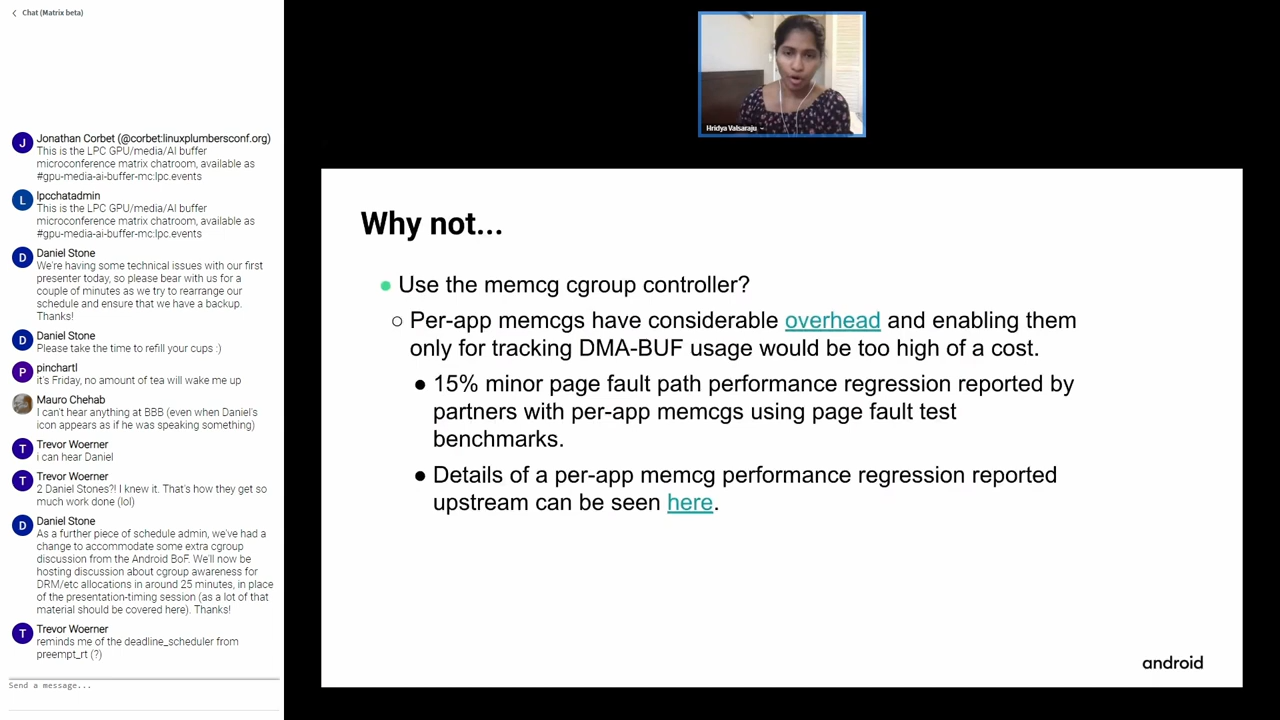 Chat (Matrix beta)
Jonathan Corbet (@corbet:linuxplumbersconf.org)
This is the LPC GPU/media/AI buffer
microconference matrix chatroom, available as
#gpu-media-ai-buffer-mc:lpc.events
lpcchatadmin
This is the LPC GPU/media/AI buffer
microconference matrix chatroom, available as
#gpu-media-ai-buffer-mc:lpc.events
Daniel Stone
We're having some technical issues with our first
presenter today, so please bear with us for a
couple of minutes as we try to rearrange our
schedule and ensure that we have a backup.
Thanks!
Daniel Stone
Please take the time to refill your cups :)
pinchartl
it's Friday, no amount of tea will wake me up
Mauro Chehab
I can't hear anything at BBB (even when Daniel's
icon appears as if he was speaking something)
Trevor Woerner
i can hear Daniel
Trevor Woerner
2 Daniel Stones?! I knew it. That's how they get so
much work done (lol)
Daniel Stone
As a further piece of schedule admin, we've had a
change to accommodate some extra cgroup
discussion from the Android BoF. We'll now be
hosting discussion about cgroup awareness for
DRM/etc allocations in around 25 minutes, in place
of the presentation-timing session (as a lot of that
material should be covered here). Thanks!
Trevor Woerner
reminds me of the deadline_scheduler from
preempt_rt (?)
Send a message...
J
L
D
D
P
T
T
D
T
Hridya Valsaraju
Why not...
● Use the memcg cgroup controller?
○ Per-app memcgs have considerable overhead and enabling them
only for tracking DMA-BUF usage would be too high of a cost.
● 15% minor page fault path performance regression reported by
partners with per-app memcgs using page fault test
benchmarks.
● Details of a per-app memcg performance regression reported
upstream can be seen here.
android